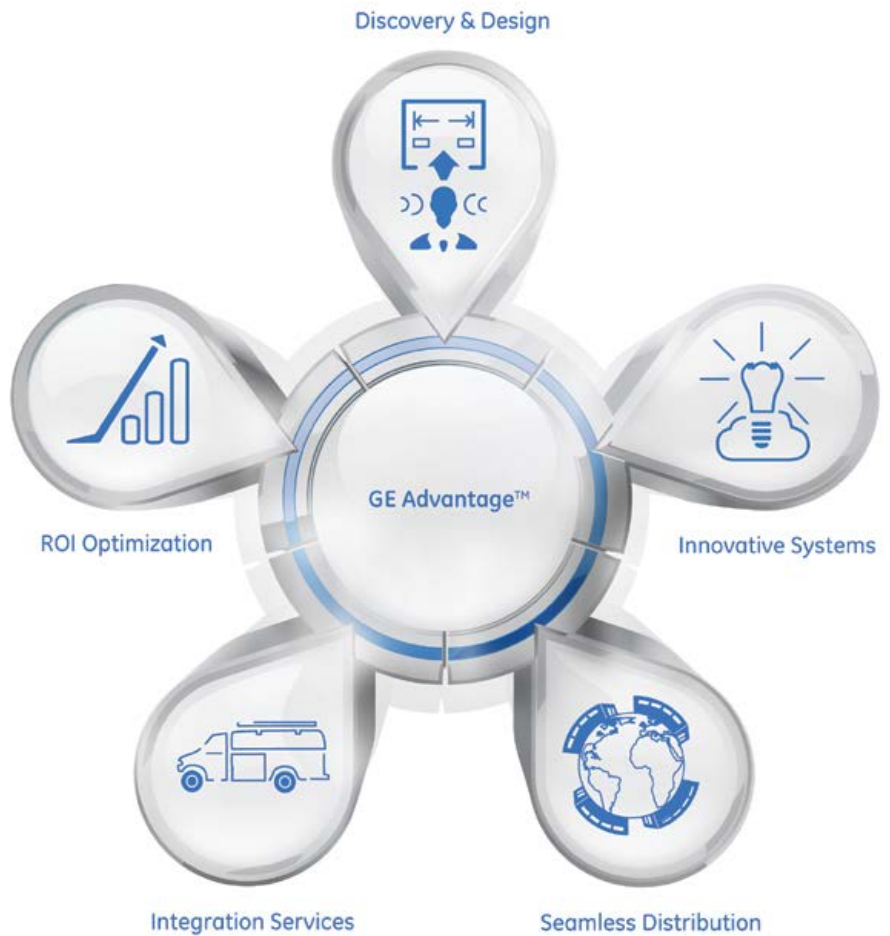 Discovery & Design
GE Advantage™
ROI Optimization
Innovative Systems
Integration Services
Seamless Distribution